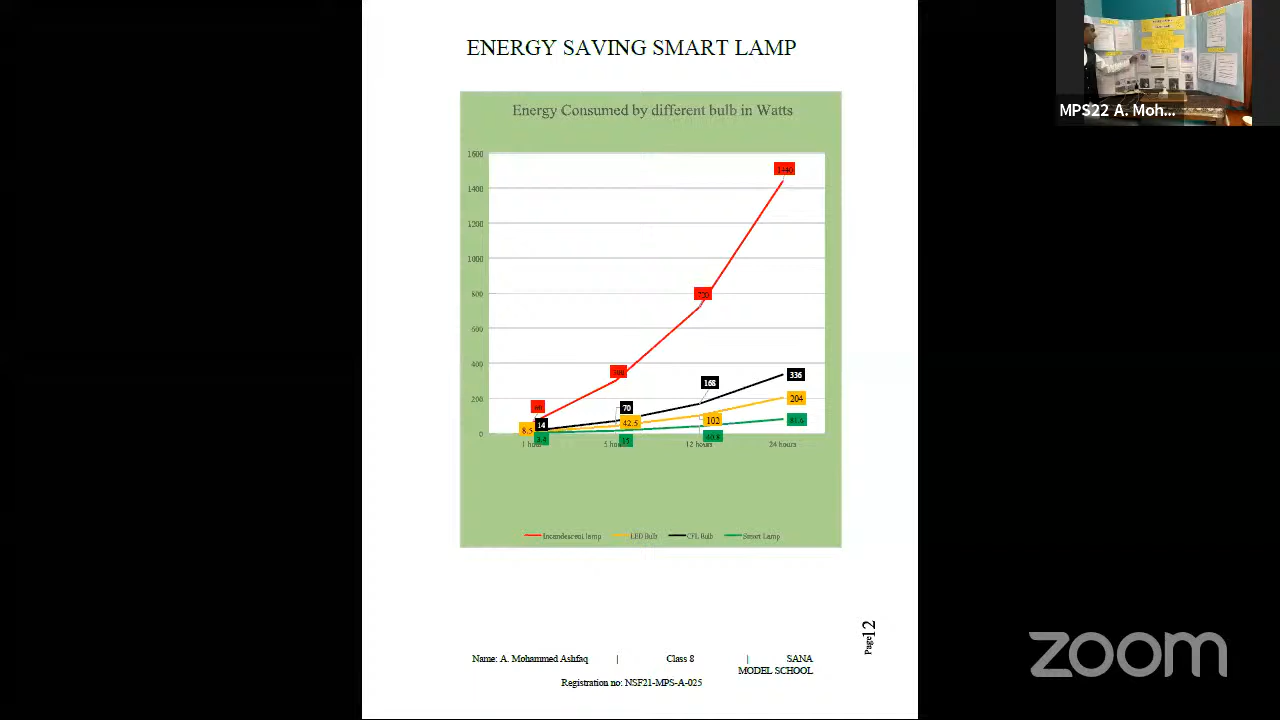 ENERGY SAVING SMART LAMP
MPS22 A. Moh...
Energy Consumed by different bulb in Watts
1600
1400
1200
1000
800
600
400
200
0
1440
720
300
60
336
168
70
14
204
102
42.5
8.5
81.6
40.8
15
3.4
1 hour
5 hours
12 hours
24 hours
Incandescent lamp
LED Bulb
CFL Bulb
Smart Lamp
Page 12
Name: A. Mohammed Ashfaq | Class 8 | SANA
MODEL SCHOOL
Registration no: NSF21-MPS-A-025
zoom